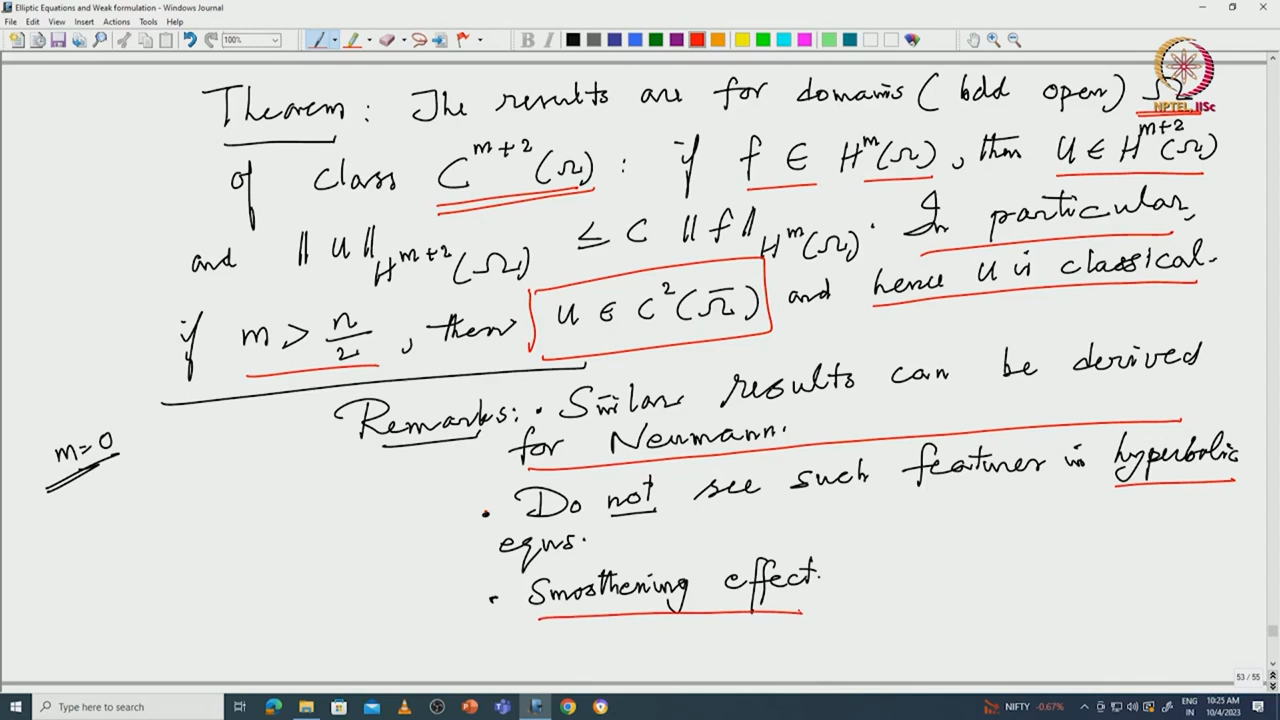 Elliptic Equations and Weak formulation - Windows Journal
File Edit View Insert Actions Tools Help
100%
B I
NPTEL, IISc
Theorem: The results are for domains (bdd open) Ω
of class C^{m+2}(Ω) : if f ∈ H^m(Ω), then u ∈ H^{m+2}(Ω)
and ‖u‖_{H^{m+2}(Ω)} ≤ C ‖f‖_{H^m(Ω)}. In particular,
if m > n/2, then u ∈ C^2(Ω̄) and hence u is classical.
Remarks: • Similar results can be derived
for Neumann.
m=0
• Do not see such features in hyperbolic
equs.
• Smoothening effect.
53 / 55
Type here to search
NIFTY -0.67%
ENG
IN
10:25 AM
10/4/2023